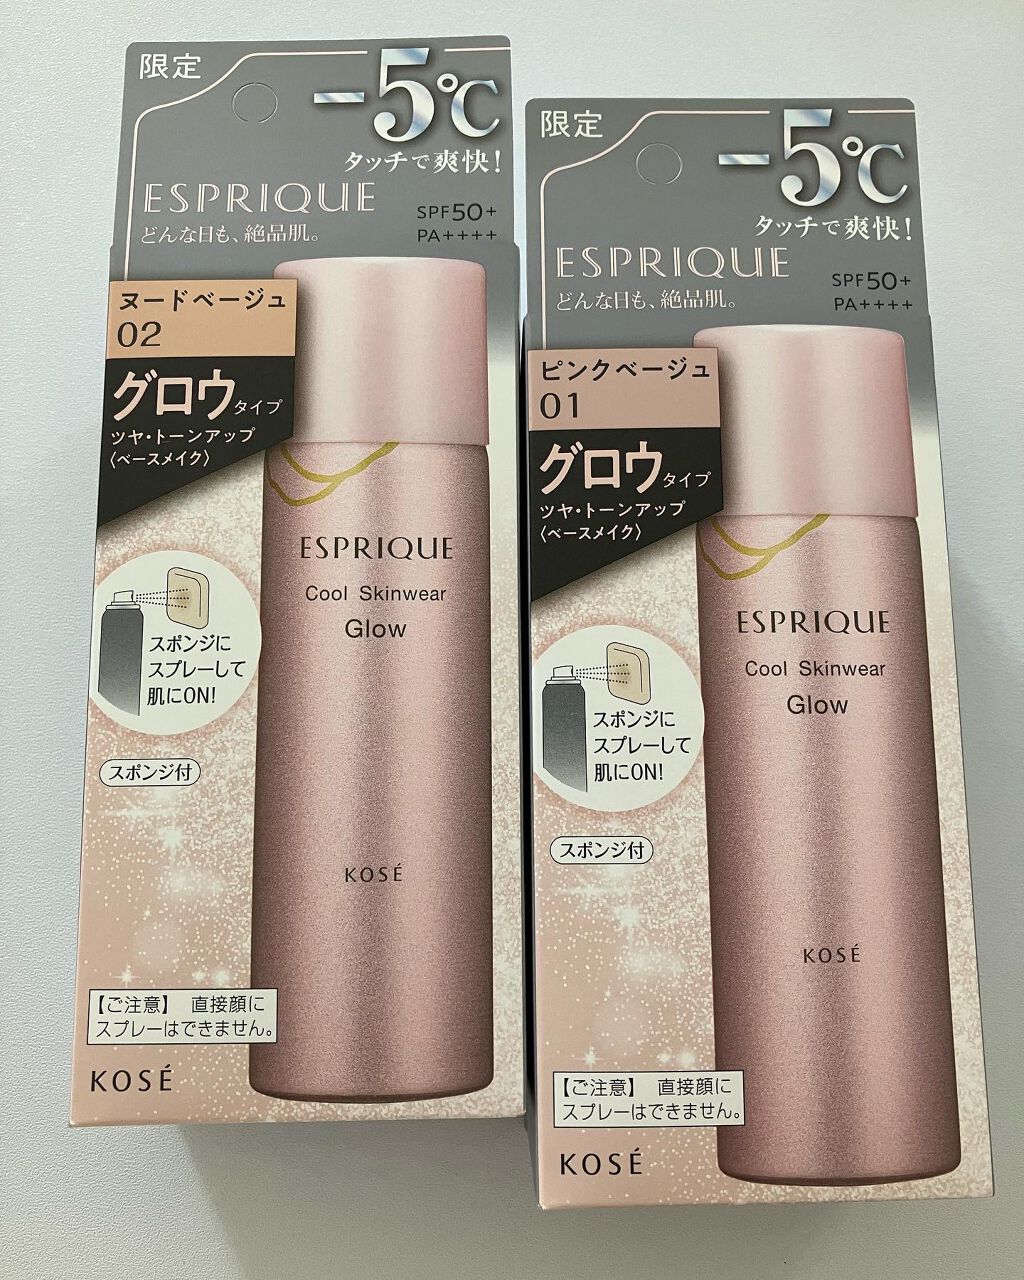 限定
-5℃
タッチで爽快!
ESPRIQUE
どんな日も、絶品肌。
SPF50+
PA++++
ヌードベージュ
02
グロウタイプ
ツヤ・トーンアップ
〈ベースメイク〉
ESPRIQUE
Cool Skinwear
Glow
スポンジに
スプレーして
肌にON!
スポンジ付
KOSÉ
【ご注意】 直接顔に
スプレーはできません。
KOSÉ
限定
-5℃
タッチで爽快!
ESPRIQUE
どんな日も、絶品肌。
SPF50+
PA++++
ピンクベージュ
01
グロウタイプ
ツヤ・トーンアップ
〈ベースメイク〉
ESPRIQUE
Cool Skinwear
Glow
スポンジに
スプレーして
肌にON!
スポンジ付
KOSÉ
【ご注意】 直接顔に
スプレーはできません。
KOSÉ